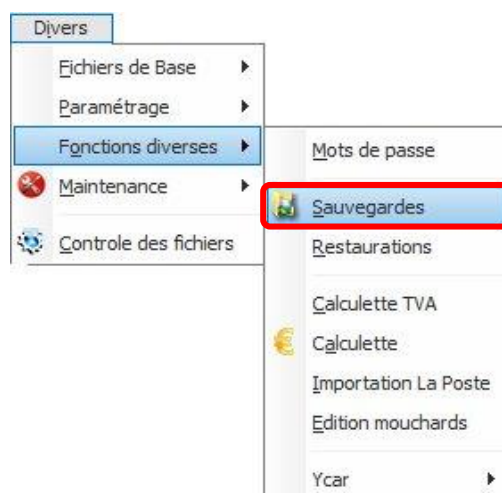 Divers
Fichiers de Base
Paramétrage
Fonctions diverses
Maintenance
Controle des fichiers
Mots de passe
Sauvegardes
Restaurations
Calculette TVA
Calculette
Importation La Poste
Edition mouchards
Ycar